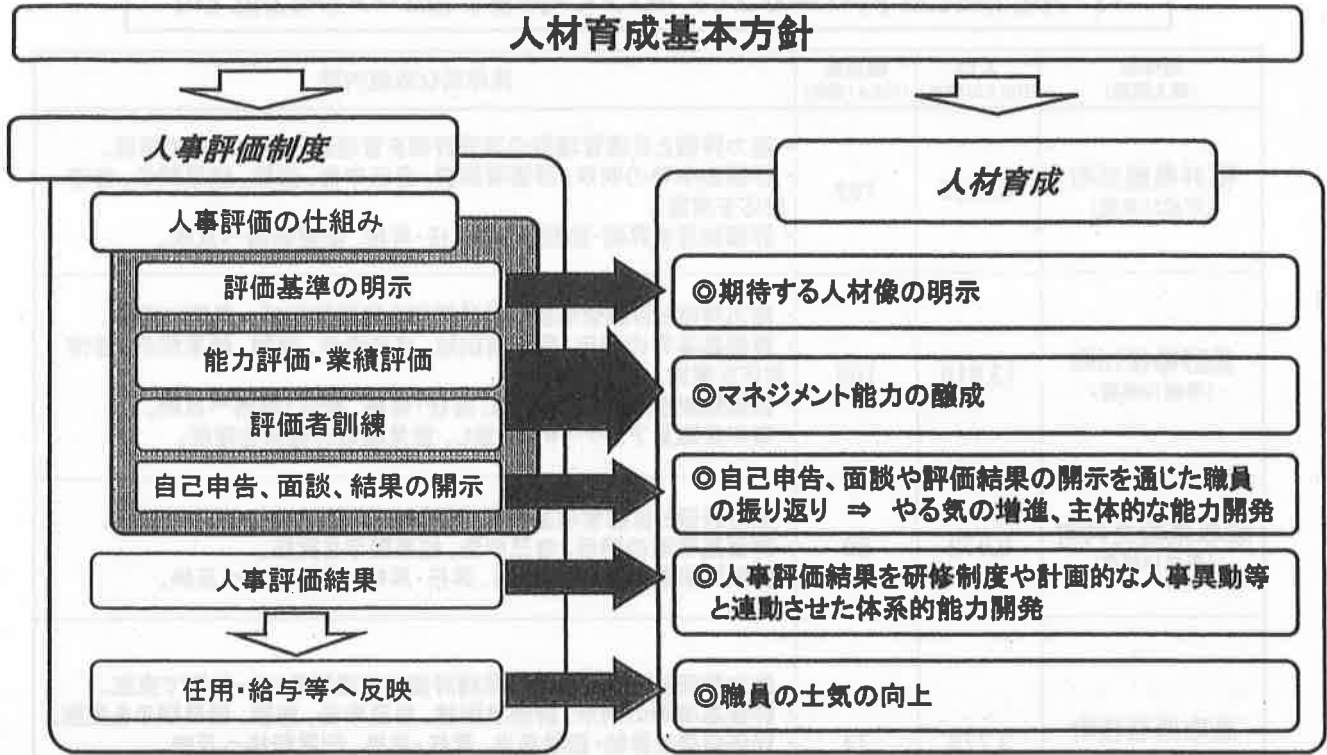 人材育成基本方針
人事評価制度
人事評価の仕組み
評価基準の明示
能力評価・業績評価
評価者訓練
自己申告、面談、結果の開示
人事評価結果
任用・給与等へ反映
人材育成
◎期待する人材像の明示
◎マネジメント能力の醸成
◎自己申告、面談や評価結果の開示を通じた職員
の振り返り ⇒ やる気の増進、主体的な能力開発
◎人事評価結果を研修制度や計画的な人事異動等
と連動させた体系的能力開発
◎職員の士気の向上